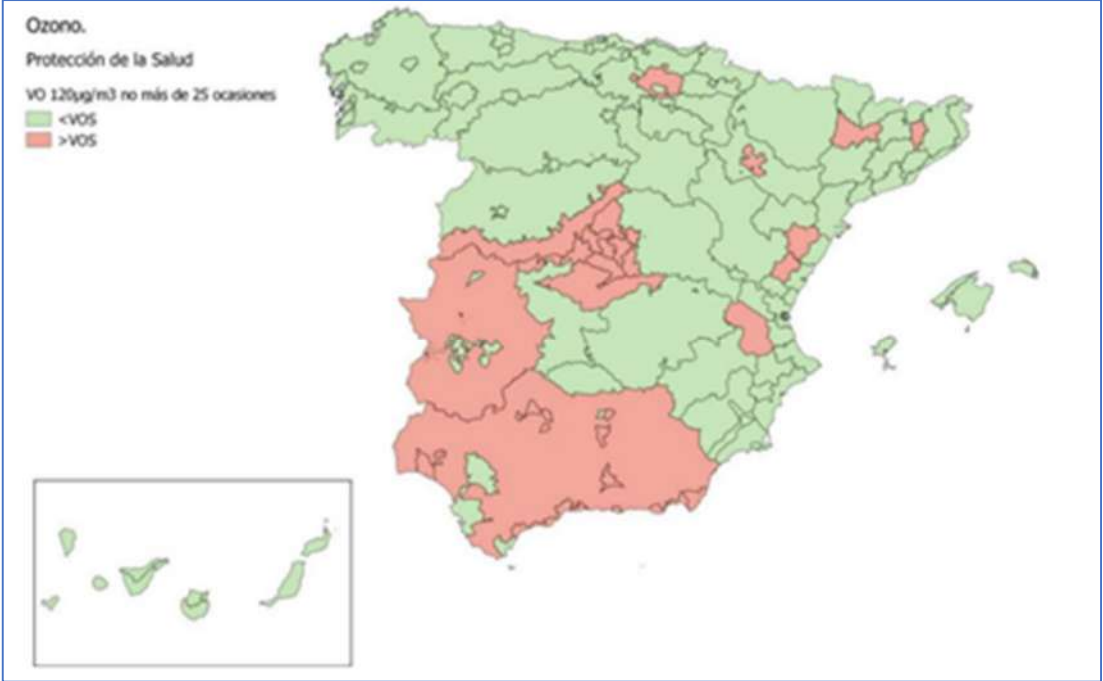 Ozono.
Protección de la Salud
VO 120µg/m3 no más de 25 ocasiones
<VOS
>VOS